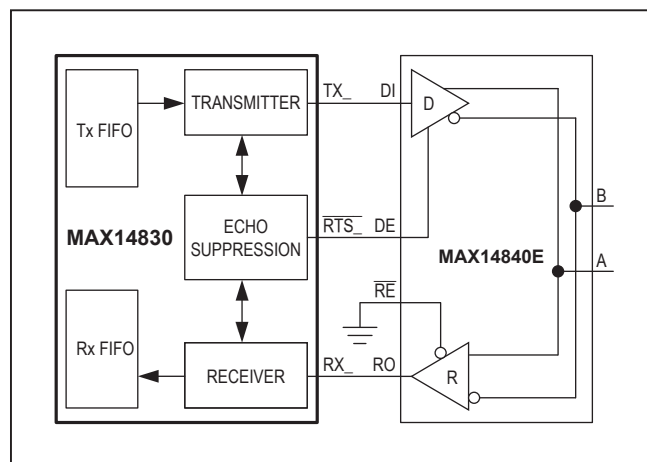 Tx FIFO
TRANSMITTER
TX_ DI
D
MAX14830
ECHO
SUPPRESSION
RTS_ DE
B
MAX14840E
A
RE
Rx FIFO
RECEIVER
RX_ RO
R